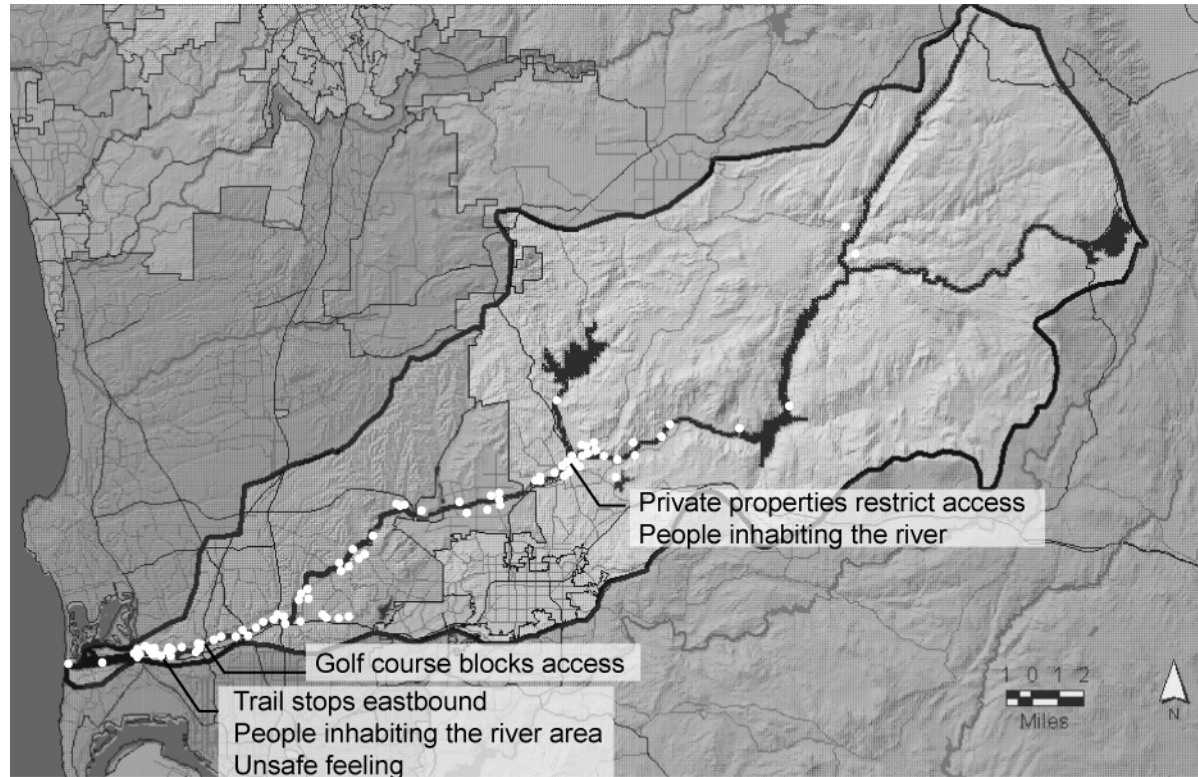 Private properties restrict access
People inhabiting the river
Golf course blocks access
Trail stops eastbound
People inhabiting the river area
Unsafe feeling
1 0 1 2
Miles
N